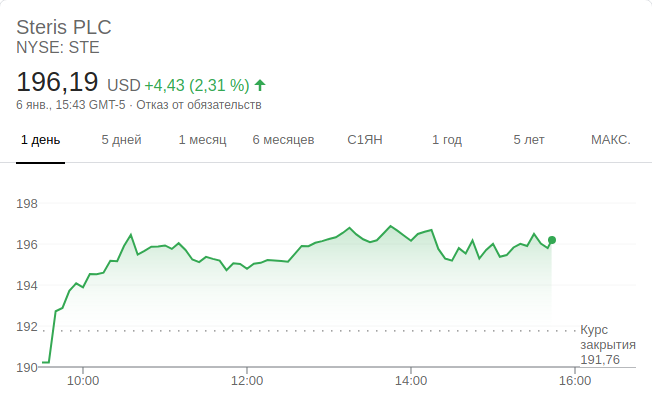 Steris PLC
NYSE: STE
196,19 USD +4,43 (2,31 %)
6 янв., 15:43 GMT-5 · Отказ от обязательств
1 день 5 дней 1 месяц 6 месяцев С1ЯН 1 год 5 лет МАКС.
198
196
194
192
190
Курс
закрытия
191,76
10:00 12:00 14:00 16:00